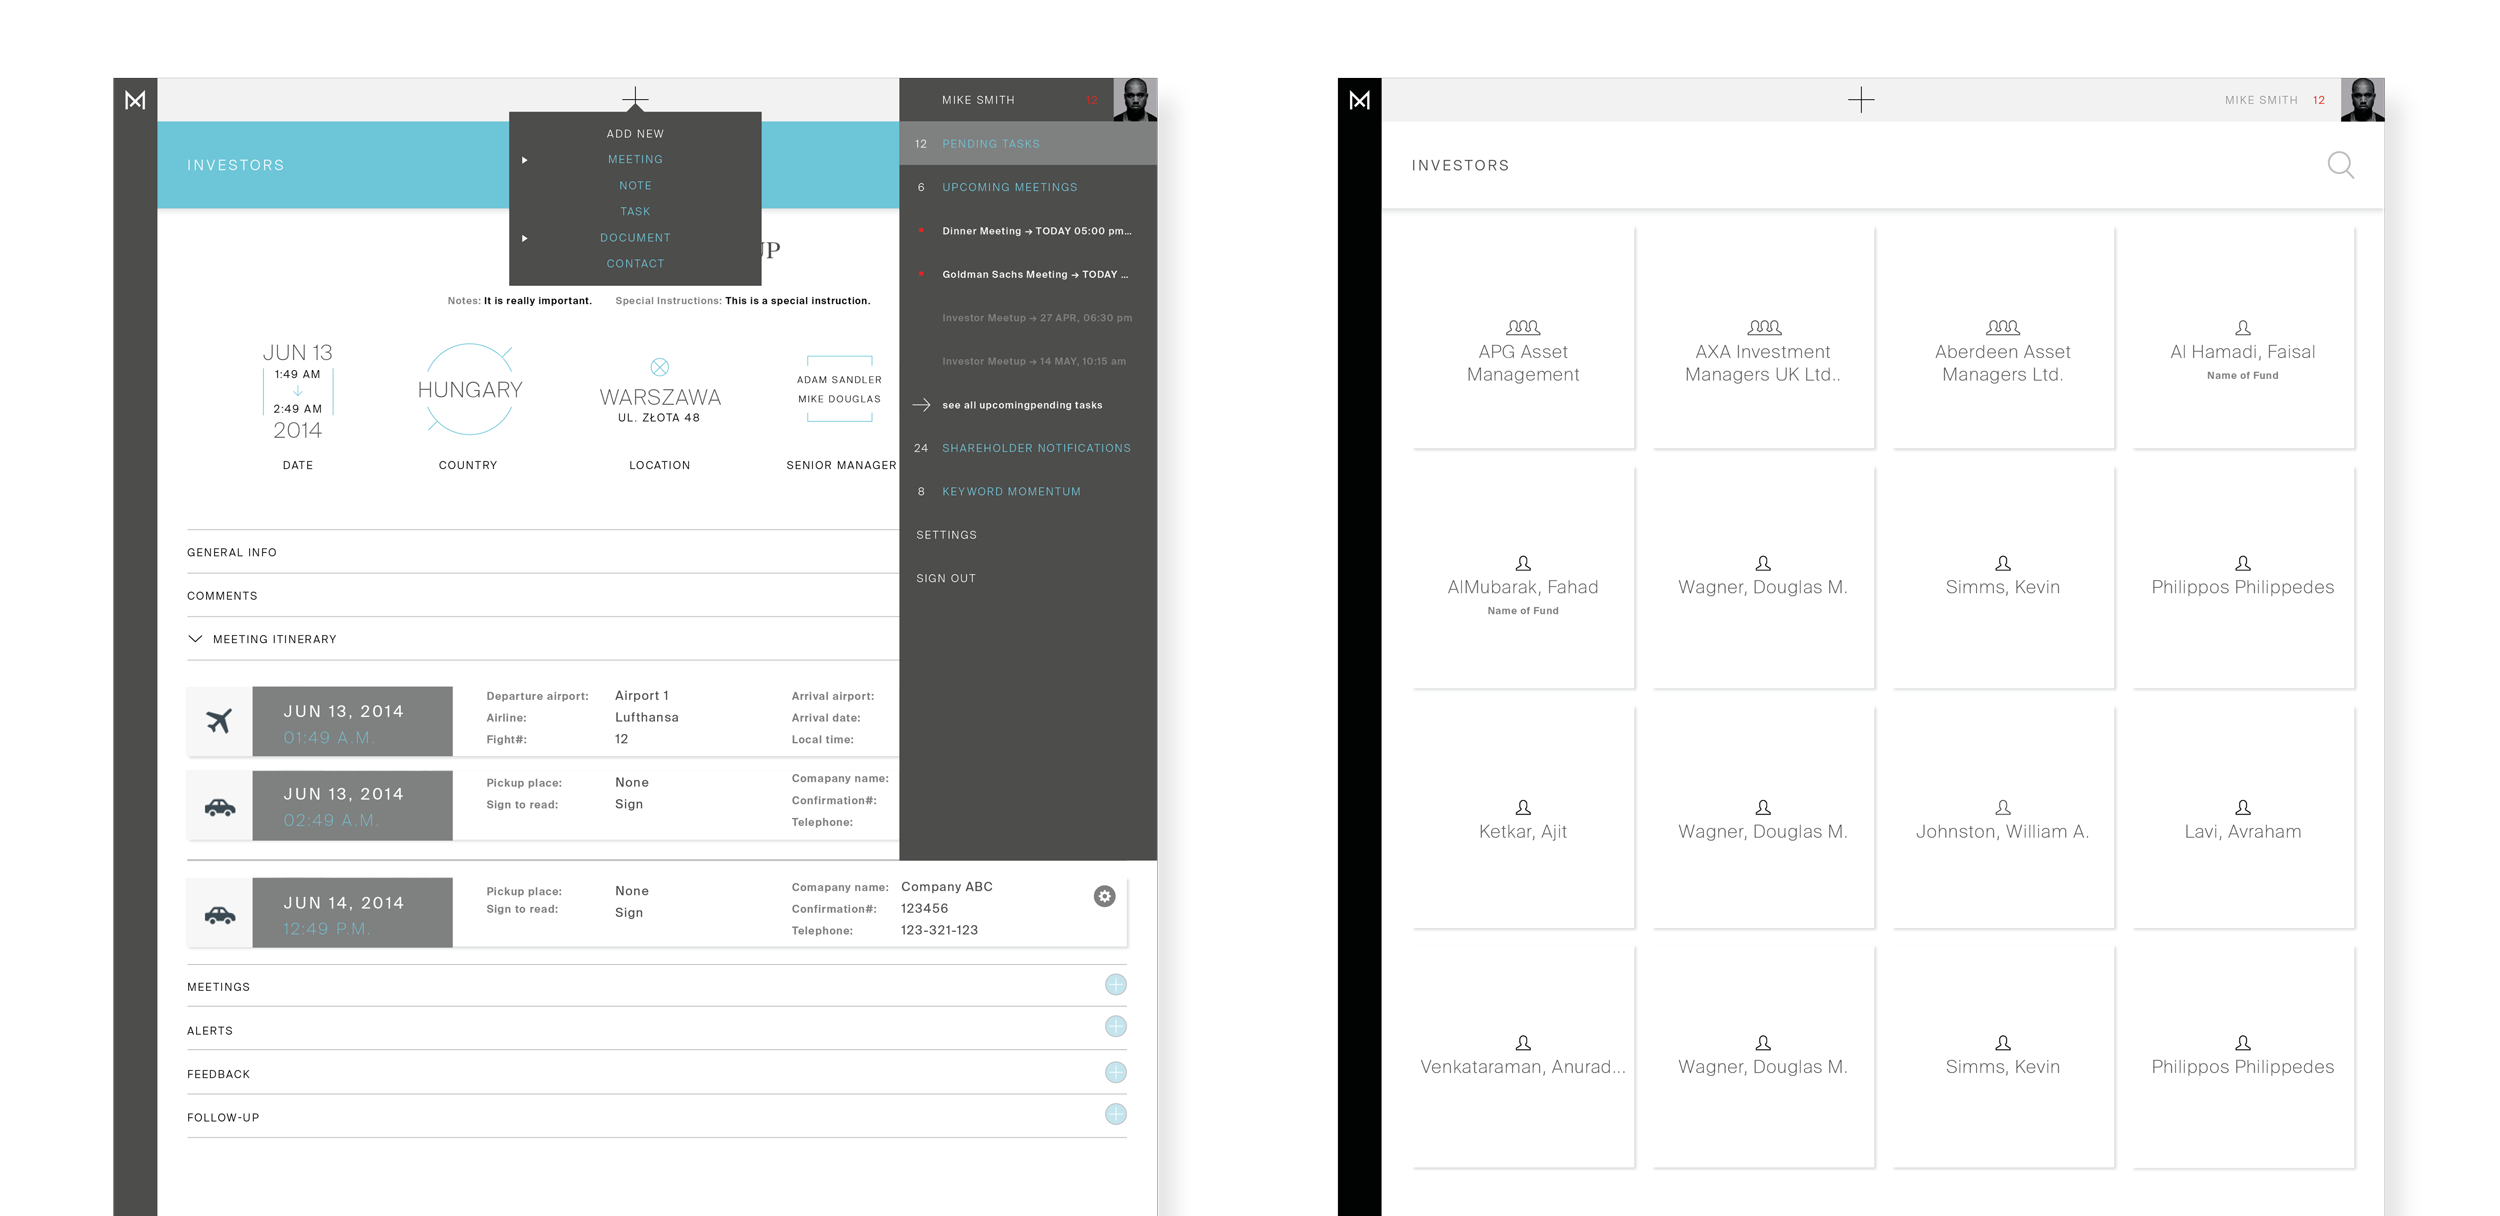 MIKE SMITH 12
INVESTORS
ADD NEW
MEETING
NOTE
TASK
DOCUMENT
CONTACT
UP
Notes: It is really important. Special Instructions: This is a special instruction.
JUN 13
1:49 AM
2:49 AM
2014
DATE
HUNGARY
COUNTRY
WARSZAWA
UL. ZŁOTA 48
LOCATION
ADAM SANDLER
MIKE DOUGLAS
SENIOR MANAGER
12 PENDING TASKS
6 UPCOMING MEETINGS
Dinner Meeting → TODAY 05:00 pm...
Goldman Sachs Meeting → TODAY ...
Investor Meetup → 27 APR, 06:30 pm
Investor Meetup → 14 MAY, 10:15 am
see all upcomingpending tasks
24 SHAREHOLDER NOTIFICATIONS
8 KEYWORD MOMENTUM
SETTINGS
SIGN OUT
GENERAL INFO
COMMENTS
MEETING ITINERARY
JUN 13, 2014
01:49 A.M.
Departure airport: Airport 1
Airline: Lufthansa
Fight#: 12
Arrival airport:
Arrival date:
Local time:
JUN 13, 2014
02:49 A.M.
Pickup place: None
Sign to read: Sign
Comapany name:
Confirmation#:
Telephone:
JUN 14, 2014
12:49 P.M.
Pickup place: None
Sign to read: Sign
Comapany name: Company ABC
Confirmation#: 123456
Telephone: 123-321-123
MEETINGS
ALERTS
FEEDBACK
FOLLOW-UP
MIKE SMITH 12
INVESTORS
APG Asset
Management
AXA Investment
Managers UK Ltd..
Aberdeen Asset
Managers Ltd.
Al Hamadi, Faisal
Name of Fund
AlMubarak, Fahad
Name of Fund
Wagner, Douglas M.
Simms, Kevin
Philippos Philippedes
Ketkar, Ajit
Wagner, Douglas M.
Johnston, William A.
Lavi, Avraham
Venkataraman, Anurad...
Wagner, Douglas M.
Simms, Kevin
Philippos Philippedes